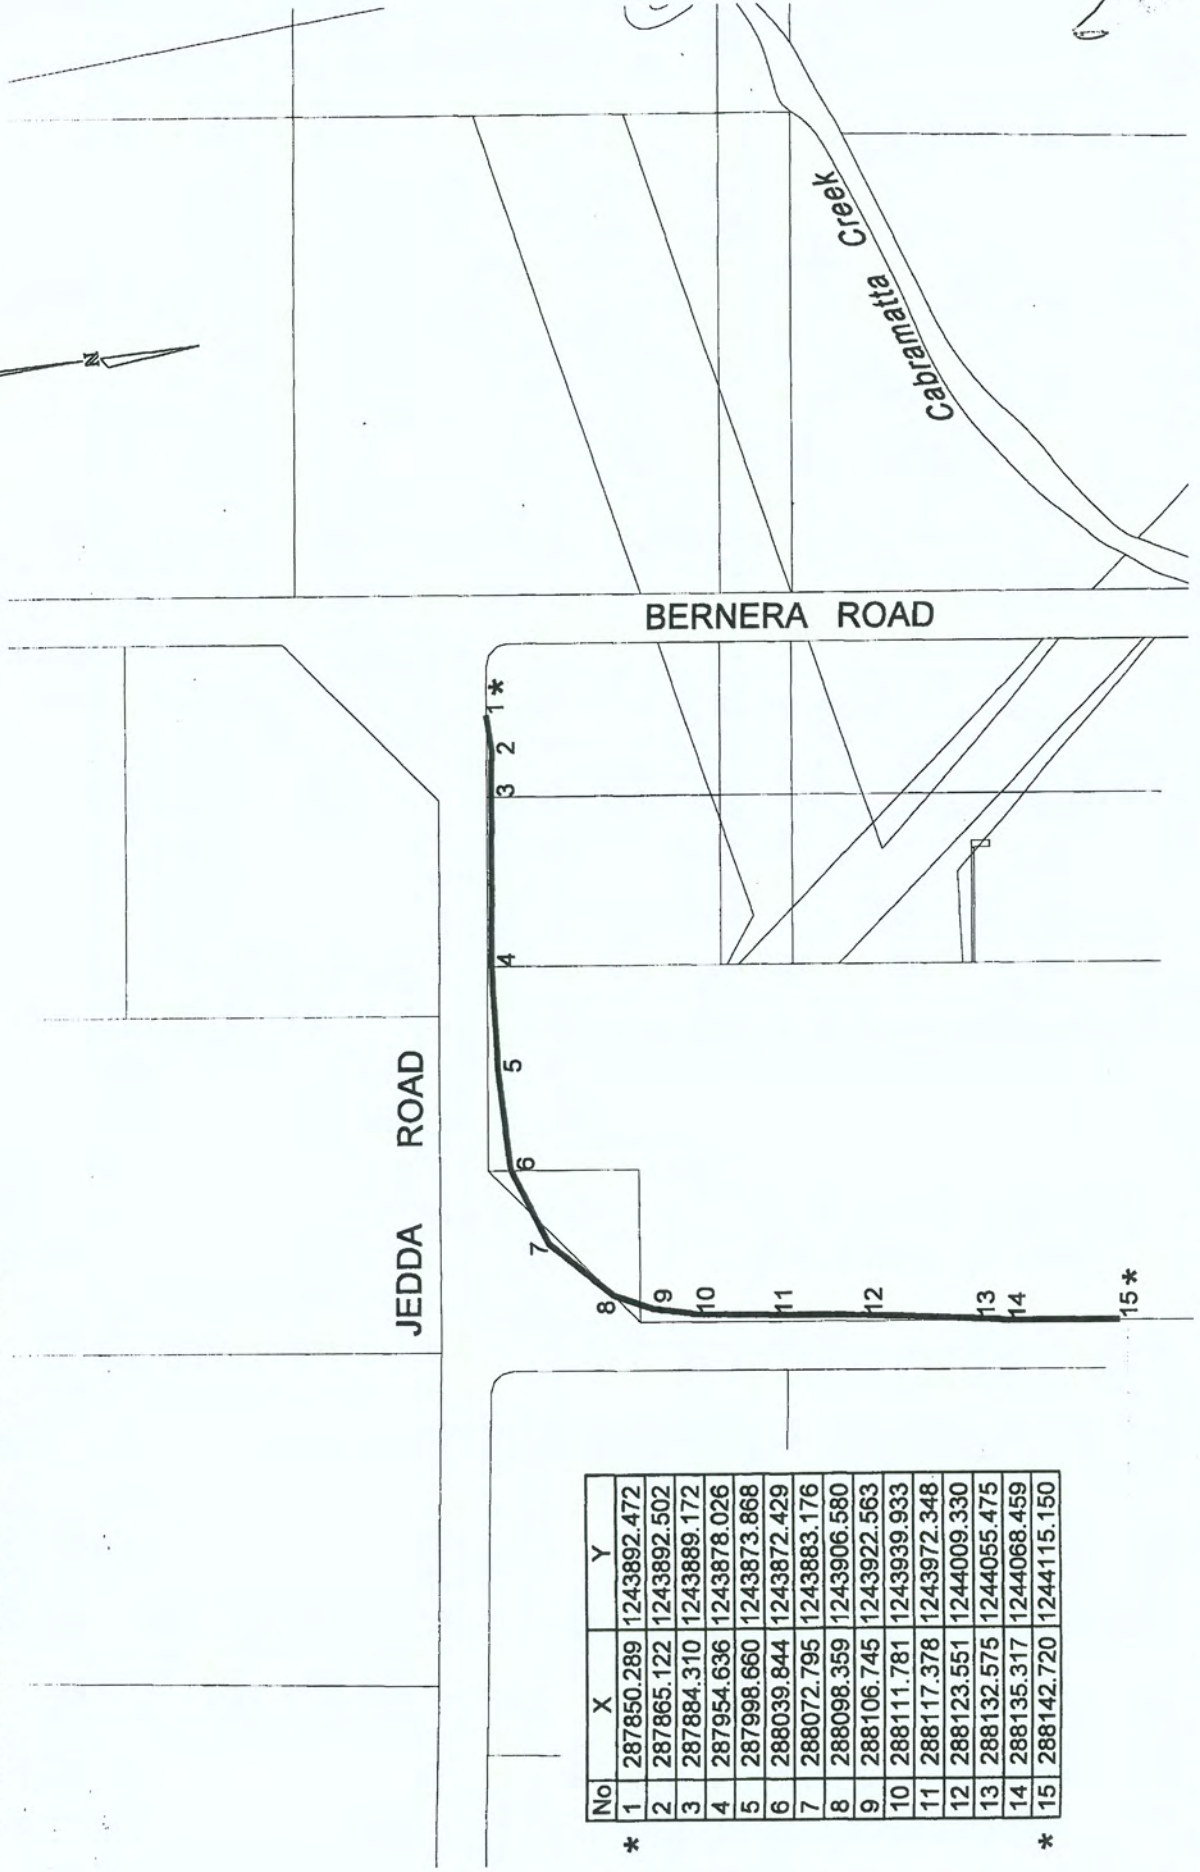 N
Cabramatta Creek
BERNERA ROAD
JEDDA ROAD
1 *
2
3
4
5
6
7
8
9
10
11
12
13
14
15 *
No X Y
* 1 287850.289 1243892.472
2 287865.122 1243892.502
3 287884.310 1243889.172
4 287954.636 1243878.026
5 287998.660 1243873.868
6 288039.844 1243872.429
7 288072.795 1243883.176
8 288098.359 1243906.580
9 288106.745 1243922.563
10 288111.781 1243939.933
11 288117.378 1243972.348
12 288123.551 1244009.330
13 288132.575 1244055.475
14 288135.317 1244068.459
* 15 288142.720 1244115.150